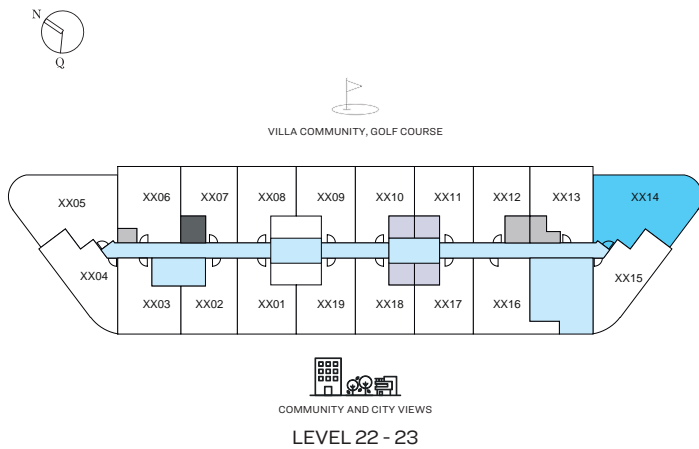 N
Q
VILLA COMMUNITY, GOLF COURSE
XX05
XX06
XX07
XX08
XX09
XX10
XX11
XX12
XX13
XX14
XX04
XX03
XX02
XX01
XX19
XX18
XX17
XX16
XX15
COMMUNITY AND CITY VIEWS
LEVEL 22 - 23